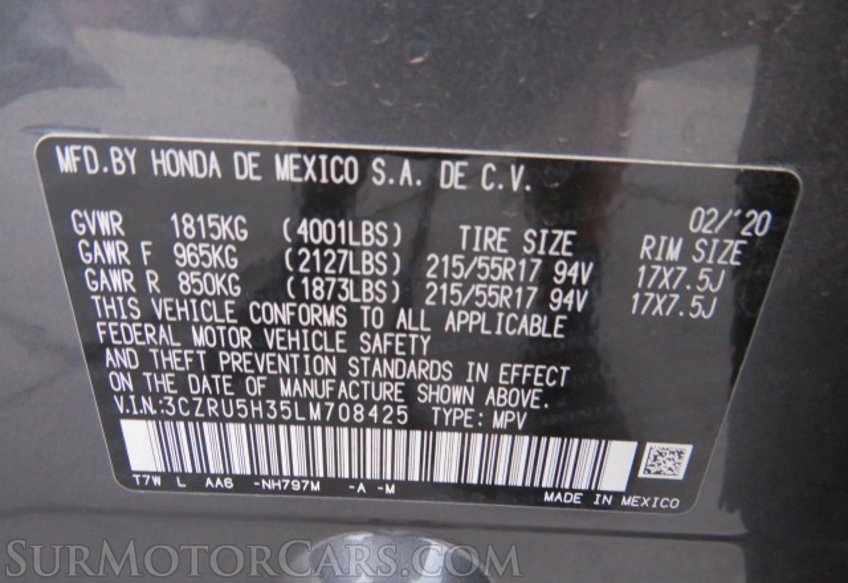 MFD.BY HONDA DE MEXICO S.A. DE C.V.
02/'20
GVWR 1815KG (4001LBS) TIRE SIZE RIM SIZE
GAWR F 965KG (2127LBS) 215/55R17 94V 17X7.5J
GAWR R 850KG (1873LBS) 215/55R17 94V 17X7.5J
THIS VEHICLE CONFORMS TO ALL APPLICABLE
FEDERAL MOTOR VEHICLE SAFETY
AND THEFT PREVENTION STANDARDS IN EFFECT
ON THE DATE OF MANUFACTURE SHOWN ABOVE.
V.I.N.:3CZRU5H35LM708425 TYPE: MPV
T7W L AA6 -NH797M -A -M
MADE IN MEXICO
SURMOTORCARS.COM